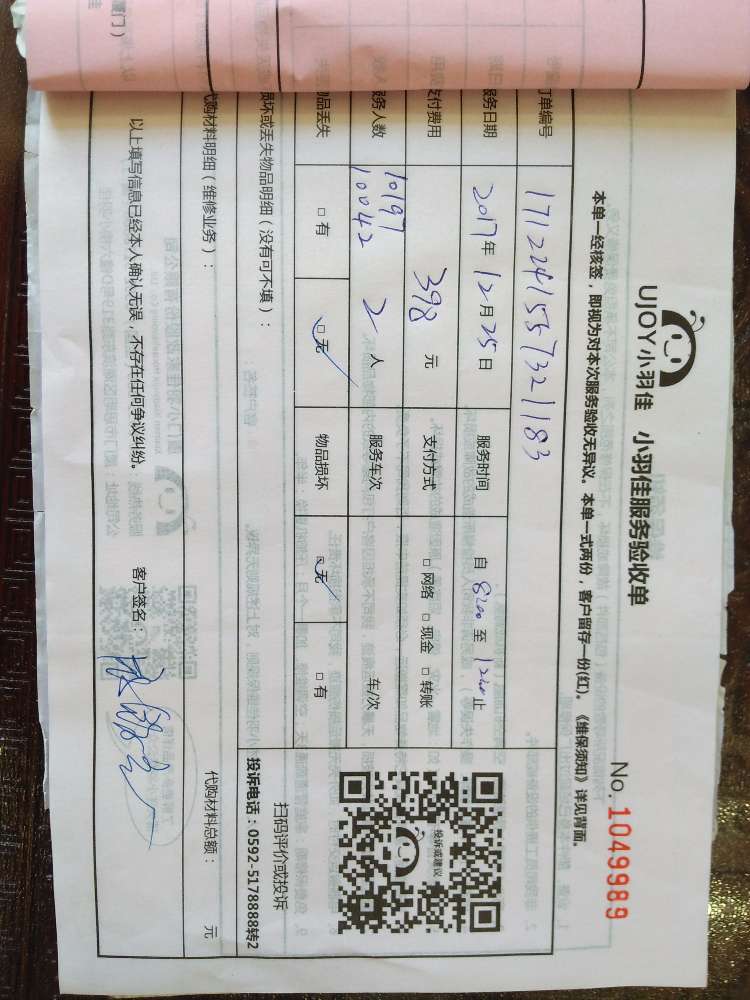 UJOY小羽佳 小羽佳服务验收单
No. 1049989
本单一经核签，即视为对本次服务验收无异议。本单一式两份，客户留存一份(红)。《维保须知》详见背面。
订单编号 1712241557321183
服务日期 2017年12月25日 服务时间 自 8:00 至 12:00 止
支付费用 398 元 支付方式 □网络 □现金 □转账
服务人数 10197 10042 2 人 服务车次 车/次
物品丢失 □有 □无 物品损坏 □无 □有
投诉或建议
扫码评价或投诉
投诉电话：0592-5178888转2
损坏或丢失物品明细（没有可不填）：
代购材料明细（维修业务）：
代购材料总额： 元
以上填写信息已经本人确认无误，不存在任何争议纠纷。
客户签名：